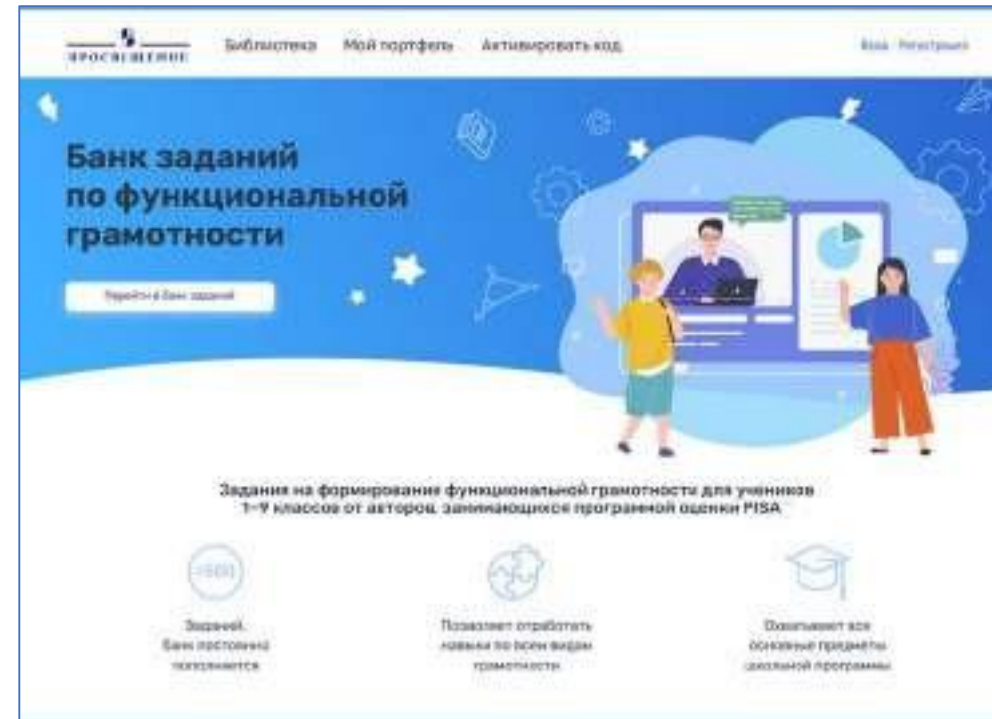 ПРОСВЕЩЕНИЕ
Библиотека Мой портфель Активировать код
Вход Регистрация
Банк заданий
по функциональной
грамотности
Перейти в банк заданий
Задания на формирование функциональной грамотности для учеников
1–9 классов от авторов, занимающихся программой оценки PISA
Заданий.
Банк постоянно
пополняется
Позволяет отработать
навыки по всем видам
грамотности
Охватывает все
основные предметы
школьной программы